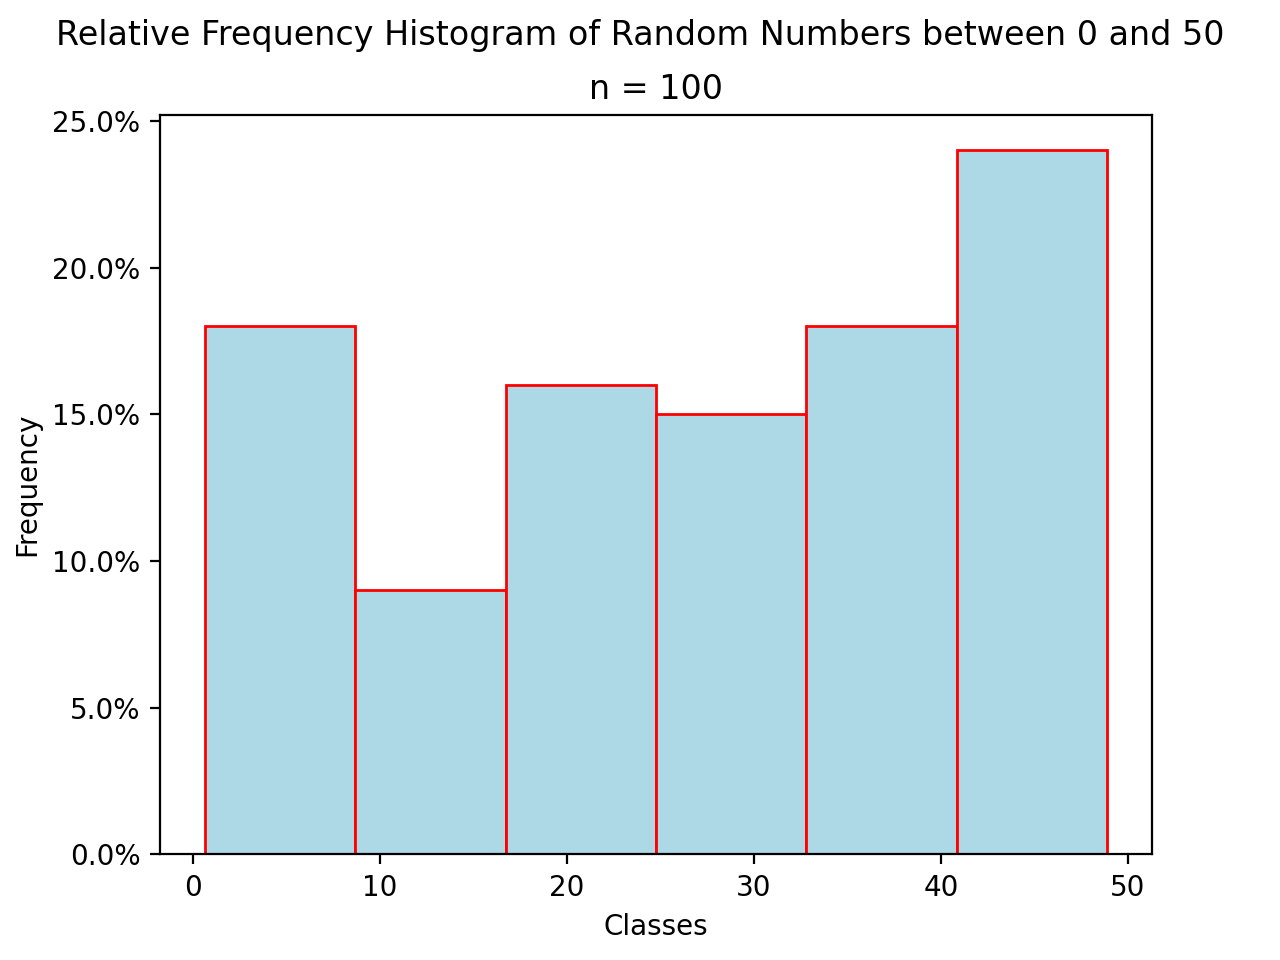 Relative Frequency Histogram of Random Numbers between 0 and 50
n = 100
25.0%
20.0%
15.0%
10.0%
5.0%
0.0%
Frequency
0 10 20 30 40 50
Classes